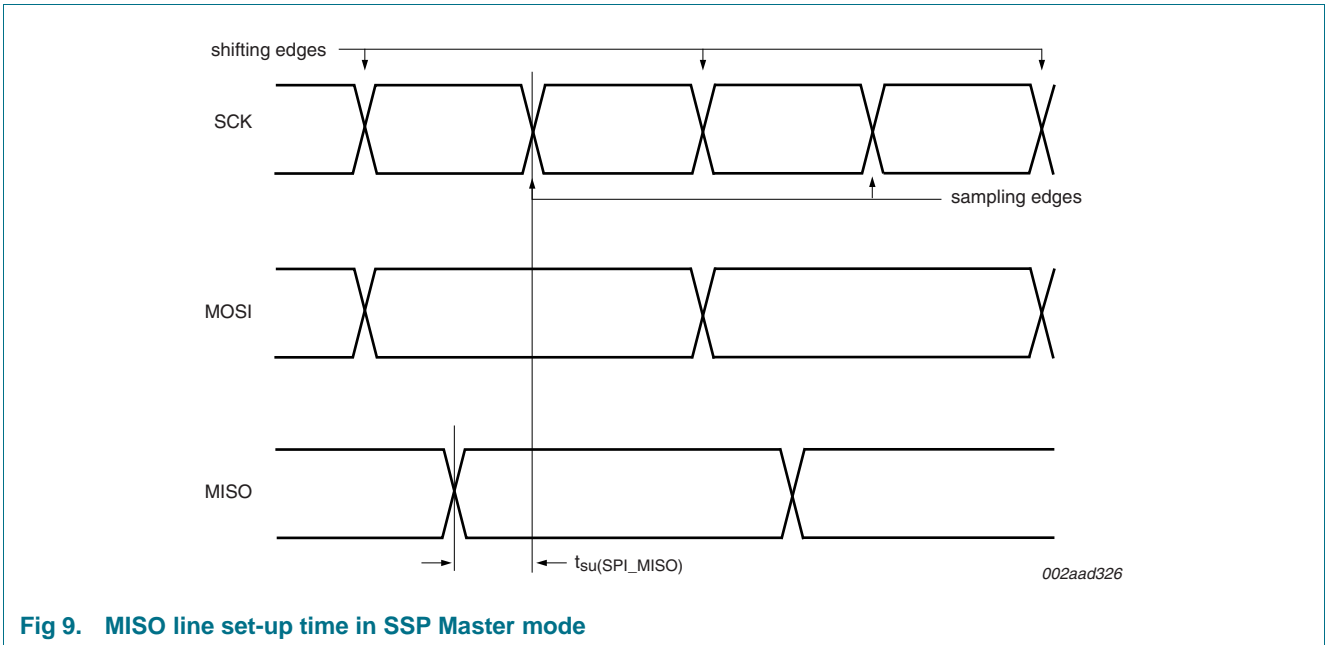 shifting edges
SCK
sampling edges
MOSI
MISO
tsu(SPI_MISO)
002aad326
Fig 9. MISO line set-up time in SSP Master mode